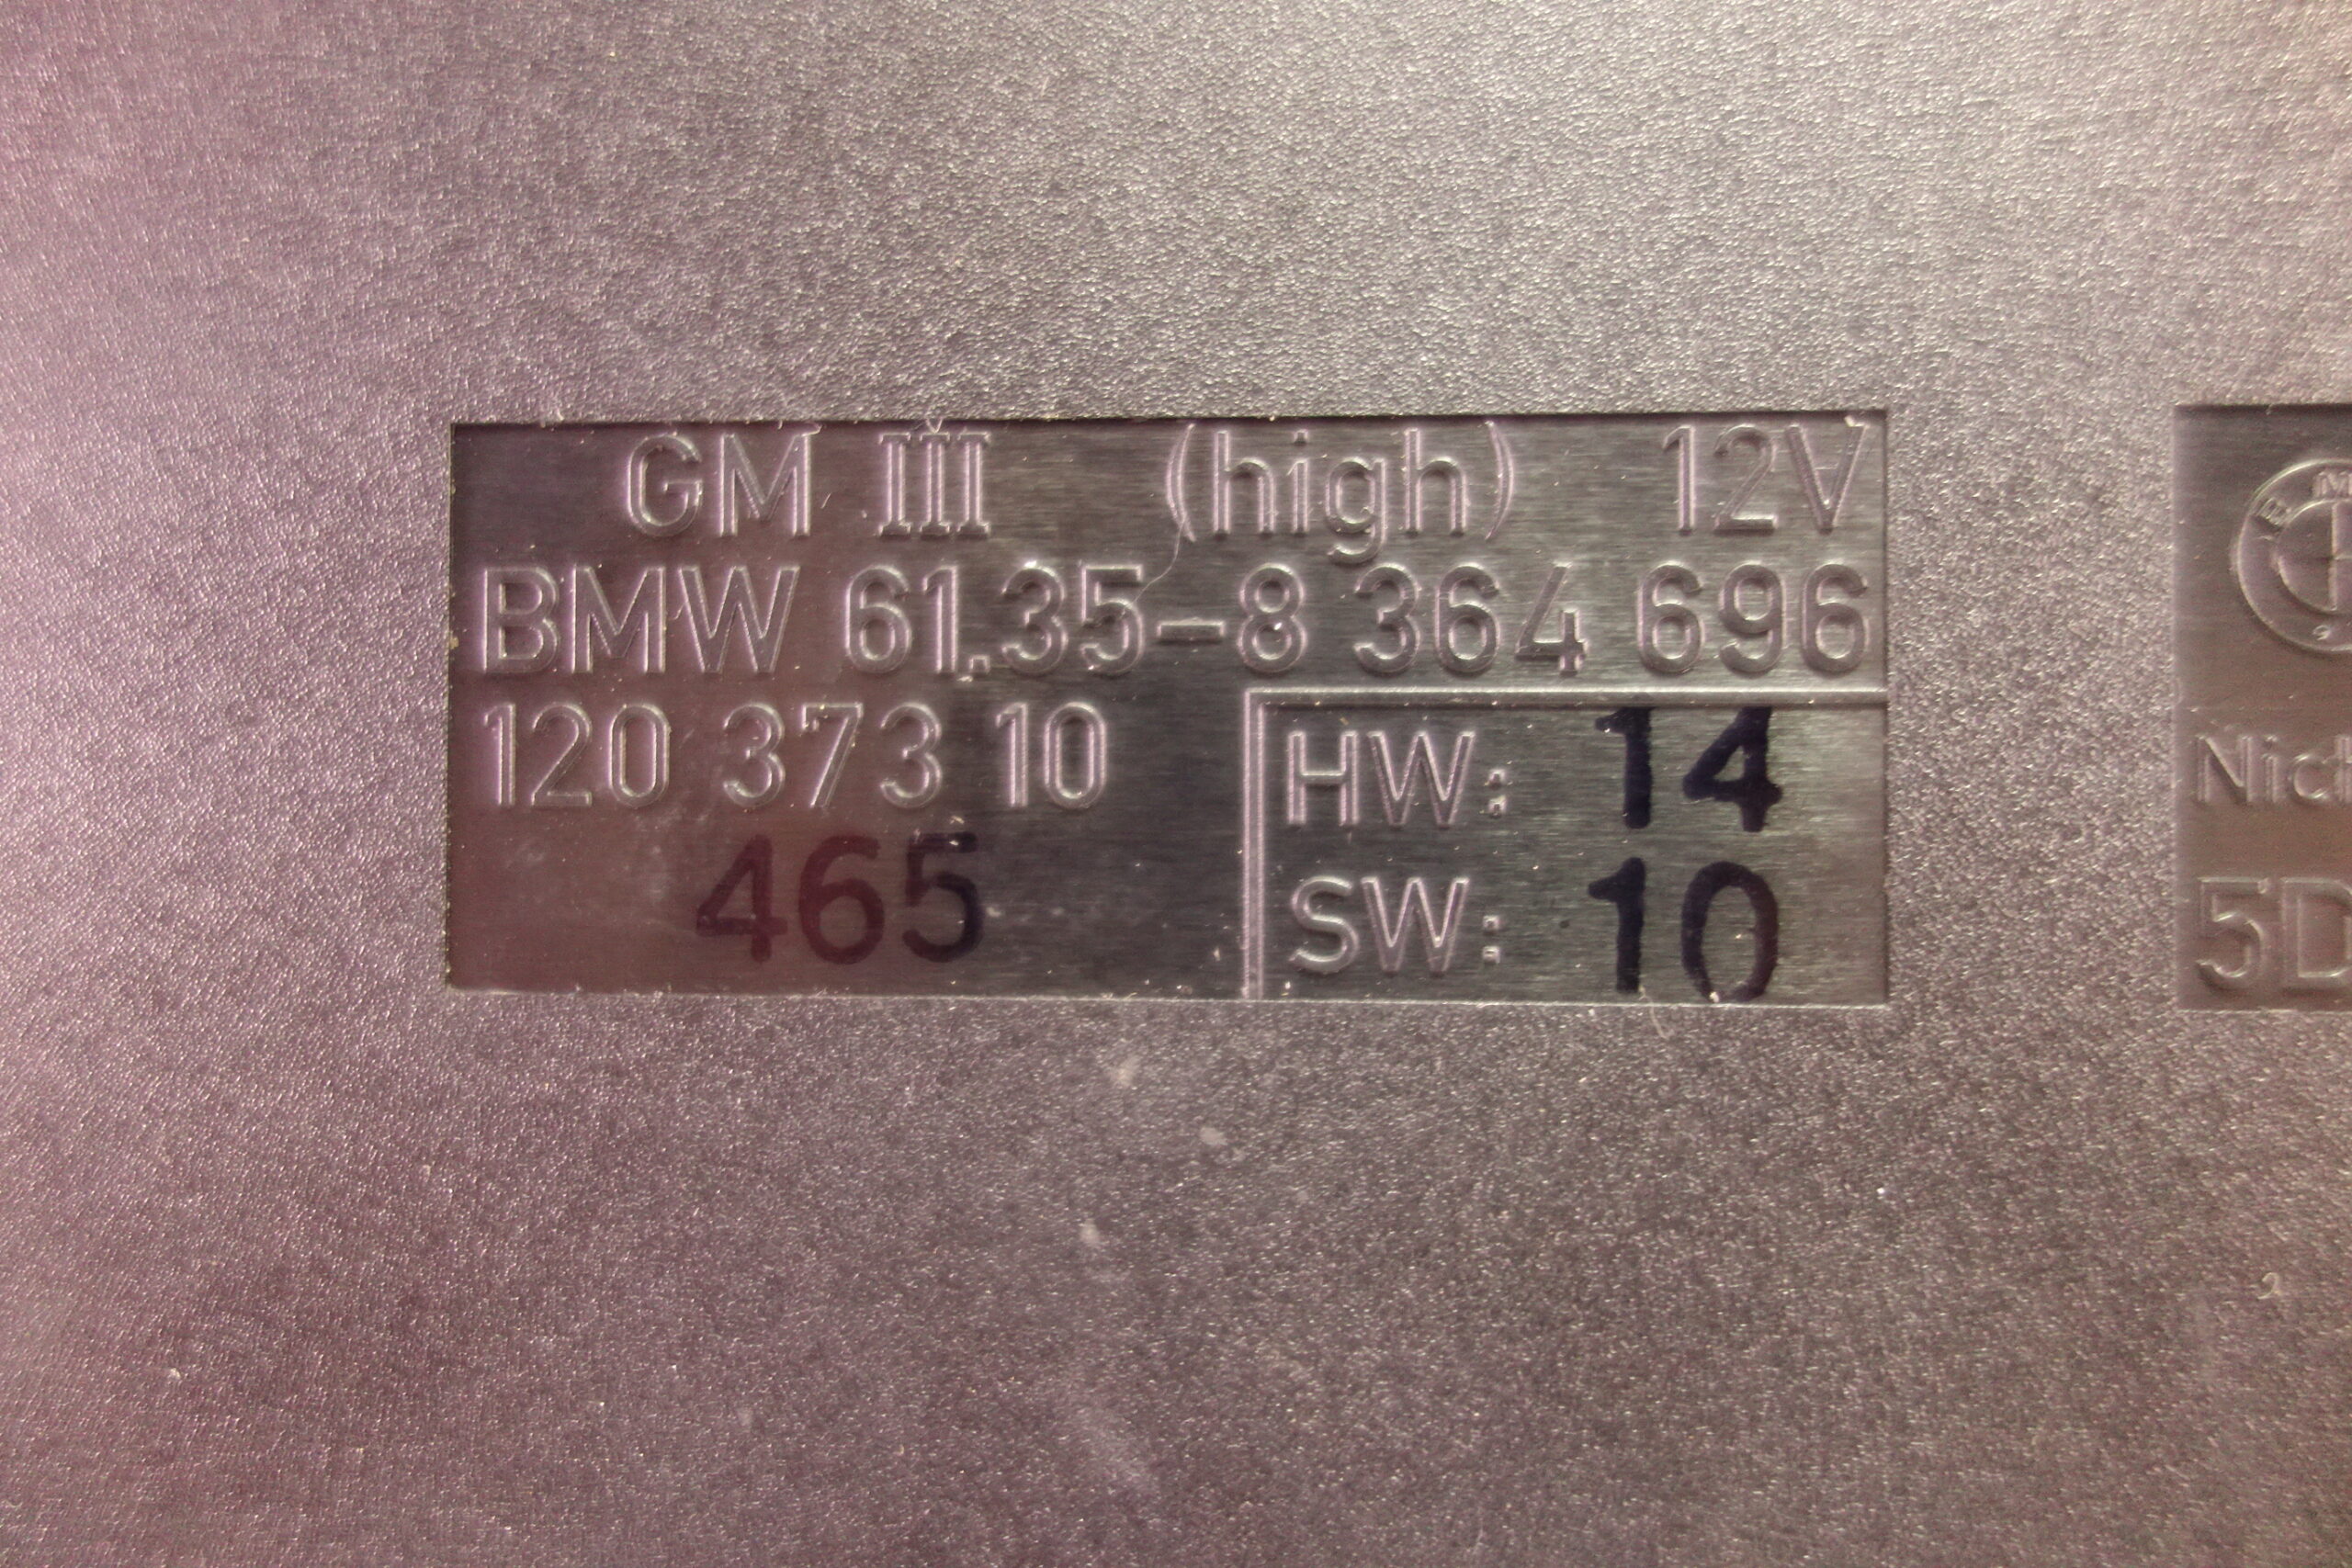 GM III (high) 12V
BMW 61.35-8 364 696
120 373 10
465
HW: 14
SW: 10
5D